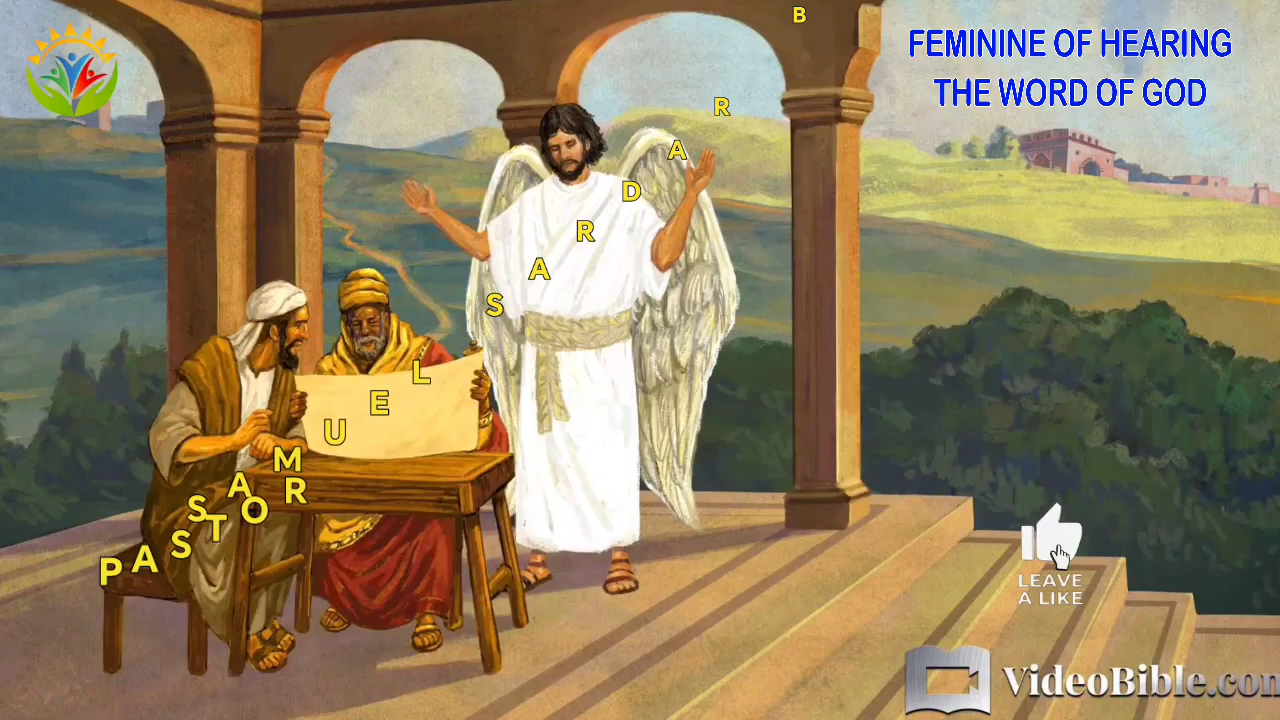 FEMININE OF HEARING
THE WORD OF GOD
PASTOR
SAMUEL
SARDAR
B
LEAVE
A LIKE
VideoBible.com